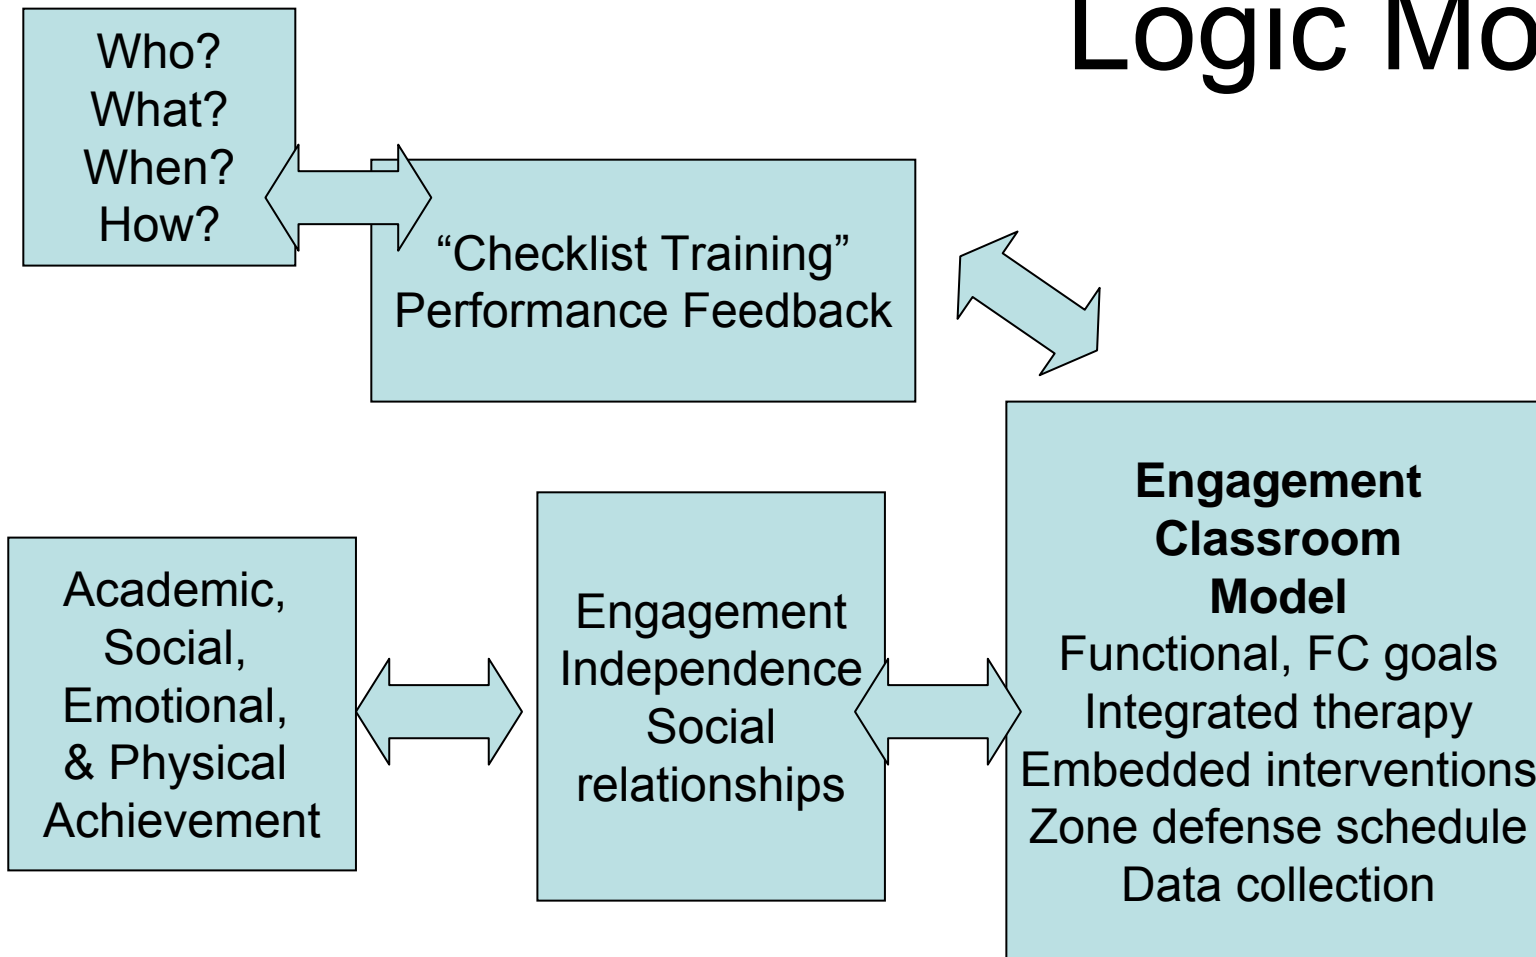 Logic Mo
Who?
What?
When?
How?
“Checklist Training”
Performance Feedback
Engagement
Classroom
Model
Functional, FC goals
Integrated therapy
Embedded interventions
Zone defense schedule
Data collection
Engagement
Independence
Social
relationships
Academic,
Social,
Emotional,
& Physical
Achievement